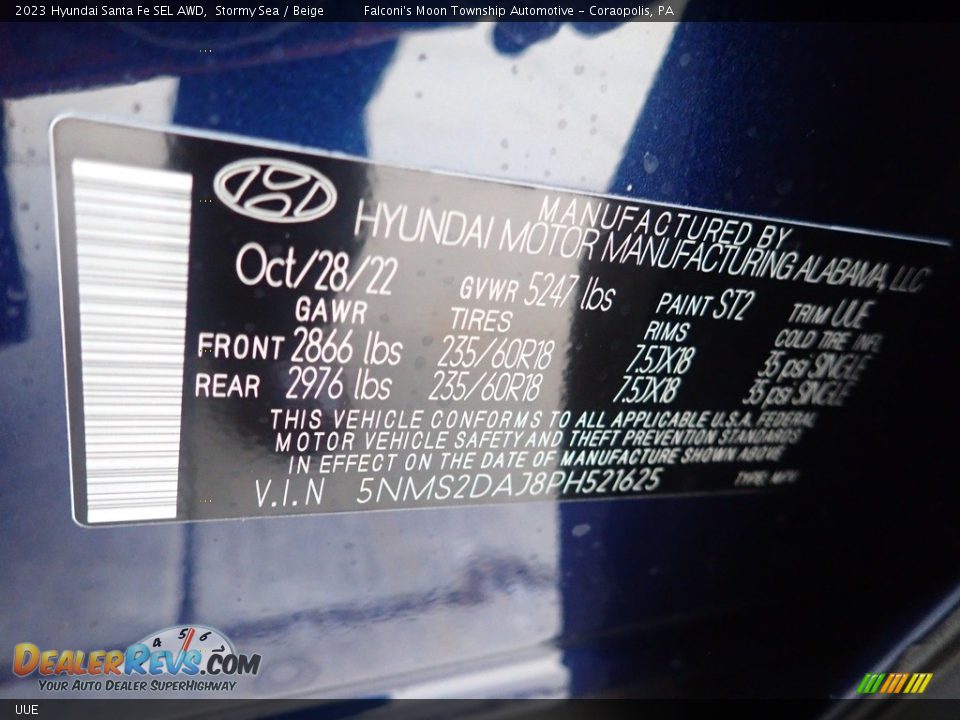 2023 Hyundai Santa Fe SEL AWD, Stormy Sea / Beige Falconi's Moon Township Automotive - Coraopolis, PA
MANUFACTURED BY
HYUNDAI MOTOR MANUFACTURING ALABAMA, LLC
Oct/28/22 GVWR 5247 lbs PAINT ST2 TRIM UUE
GAWR TIRES RIMS COLD TIRE INFL
FRONT 2866 lbs 235/60R18 7.5JX18 35 psi SINGLE
REAR 2976 lbs 235/60R18 7.5JX18 35 psi SINGLE
THIS VEHICLE CONFORMS TO ALL APPLICABLE U.S.A. FEDERAL
MOTOR VEHICLE SAFETY AND THEFT PREVENTION STANDARDS
IN EFFECT ON THE DATE OF MANUFACTURE SHOWN ABOVE
V.I.N 5NMS2DAJ8PH521625 TYPE: MPV
4 5 6
DEALERREVS.COM
YOUR AUTO DEALER SUPERHIGHWAY
UUE